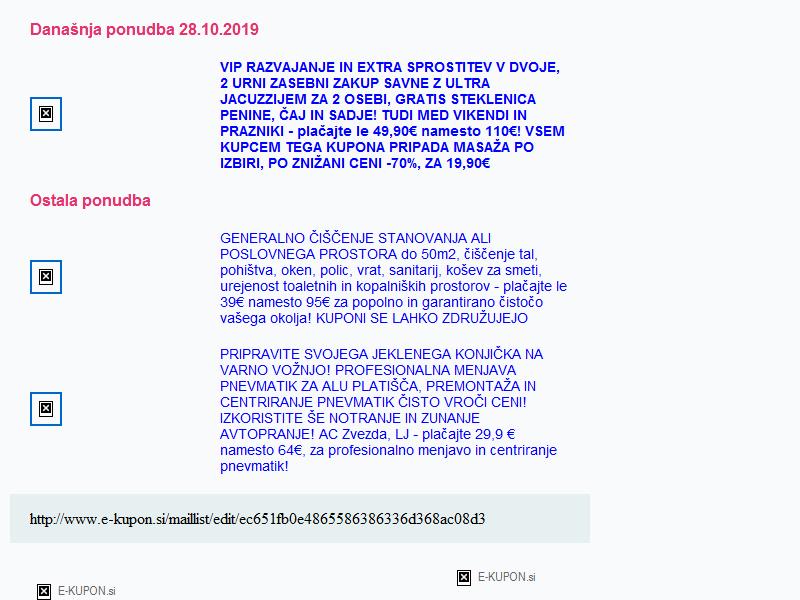 Današnja ponudba 28.10.2019
VIP RAZVAJANJE IN EXTRA SPROSTITEV V DVOJE,
2 URNI ZASEBNI ZAKUP SAVNE Z ULTRA
JACUZZIJEM ZA 2 OSEBI, GRATIS STEKLENICA
PENINE, ČAJ IN SADJE! TUDI MED VIKENDI IN
PRAZNIKI - plačajte le 49,90€ namesto 110€! VSEM
KUPCEM TEGA KUPONA PRIPADA MASAŽA PO
IZBIRI, PO ZNIŽANI CENI -70%, ZA 19,90€
Ostala ponudba
GENERALNO ČIŠČENJE STANOVANJA ALI
POSLOVNEGA PROSTORA do 50m2, čiščenje tal,
pohištva, oken, polic, vrat, sanitarij, košev za smeti,
urejenost toaletnih in kopalniških prostorov - plačajte le
39€ namesto 95€ za popolno in garantirano čistočo
vašega okolja! KUPONI SE LAHKO ZDRUŽUJEJO
PRIPRAVITE SVOJEGA JEKLENEGA KONJIČKA NA
VARNO VOŽNJO! PROFESIONALNA MENJAVA
PNEVMATIK ZA ALU PLATIŠČA, PREMONTAŽA IN
CENTRIRANJE PNEVMATIK ČISTO VROČI CENI!
IZKORISTITE ŠE NOTRANJE IN ZUNANJE
AVTOPRANJE! AC Zvezda, LJ - plačajte 29,9 €
namesto 64€, za profesionalno menjavo in centriranje
pnevmatik!
http://www.e-kupon.si/maillist/edit/ec651fb0e4865586386336d368ac08d3
E-KUPON.si
E-KUPON.si